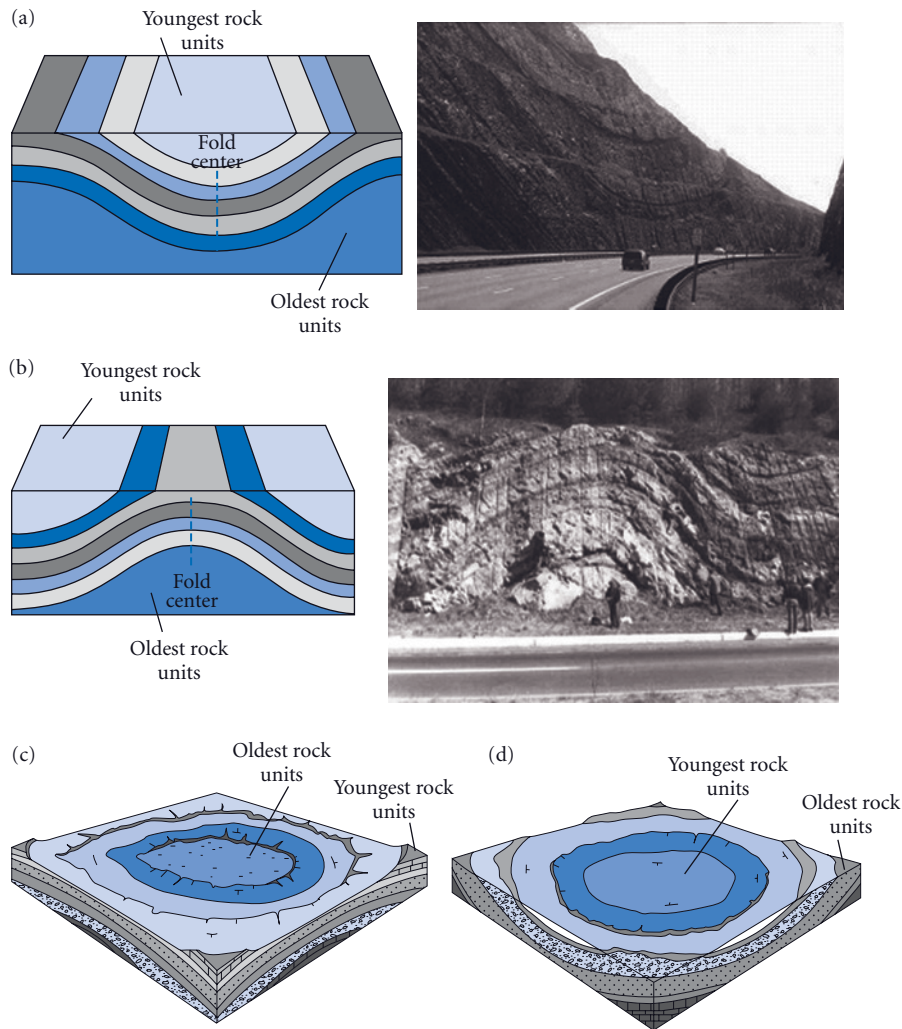 (a)
Youngest rock
units
Fold
center
Oldest rock
units
(b)
Youngest rock
units
Fold
center
Oldest rock
units
(c)
Oldest rock
units
Youngest rock
units
(d)
Youngest rock
units
Oldest rock
units